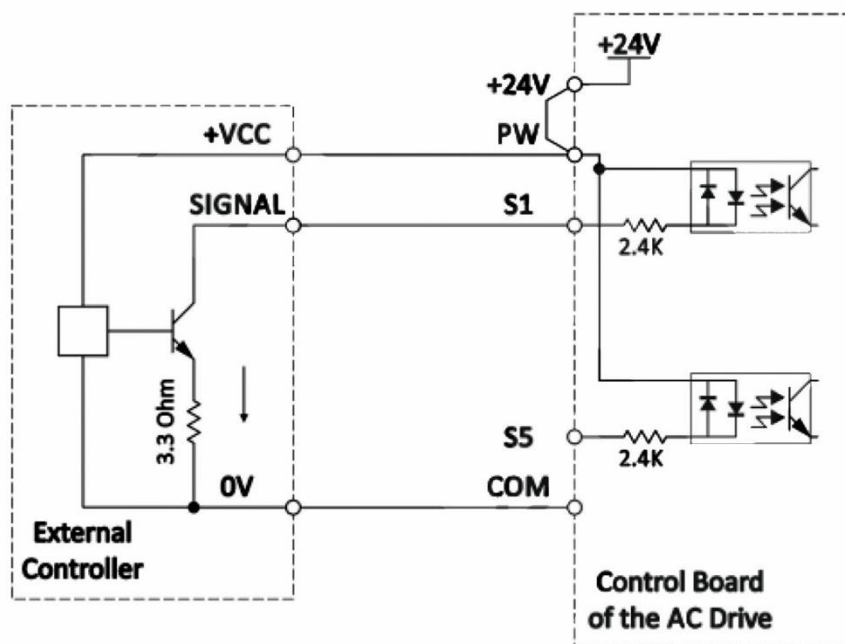 +24V
+24V
+VCC
PW
SIGNAL
S1
2.4K
3.3 Ohm
S5
2.4K
0V
COM
External
Controller
Control Board
of the AC Drive